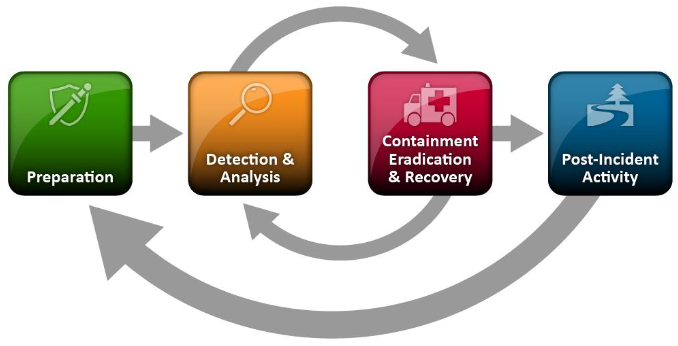 Preparation
Detection &
Analysis
Containment
Eradication
& Recovery
Post-Incident
Activity